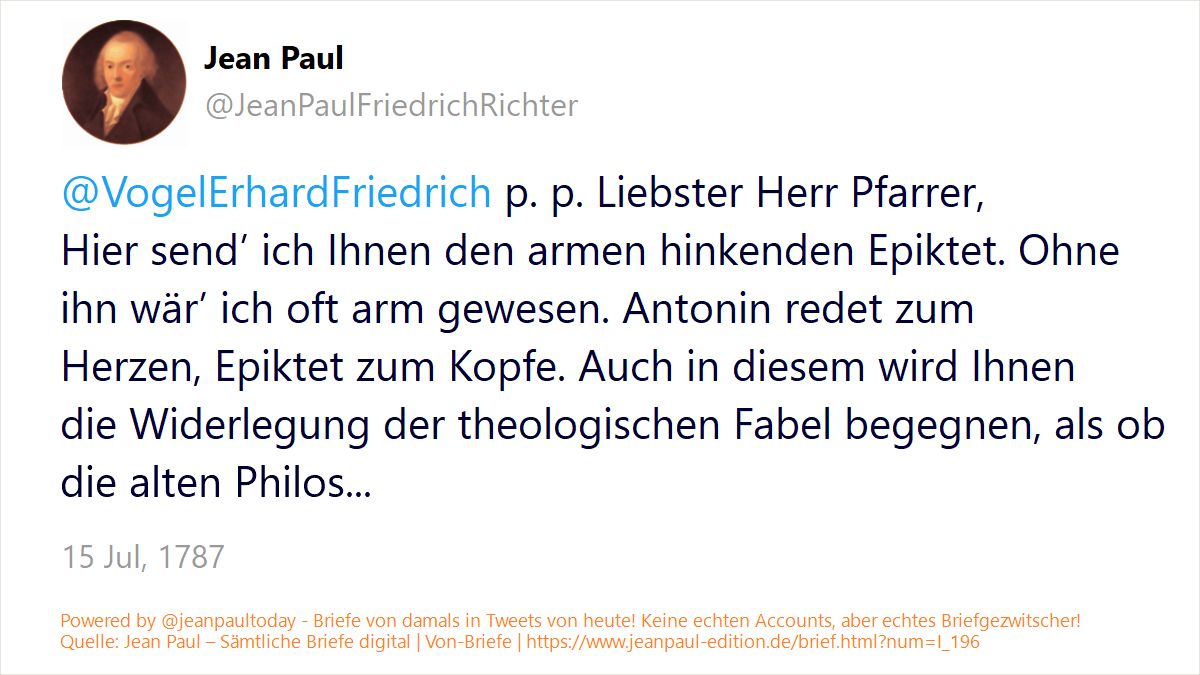 Jean Paul
@JeanPaulFriedrichRichter
@VogelErhardFriedrich p. p. Liebster Herr Pfarrer,
Hier send’ ich Ihnen den armen hinkenden Epiktet. Ohne
ihn wär’ ich oft arm gewesen. Antonin redet zum
Herzen, Epiktet zum Kopfe. Auch in diesem wird Ihnen
die Widerlegung der theologischen Fabel begegnen, als ob
die alten Philos...
15 Jul, 1787
Powered by @jeanpaultoday - Briefe von damals in Tweets von heute! Keine echten Accounts, aber echtes Briefgezwitscher!
Quelle: Jean Paul – Sämtliche Briefe digital | Von-Briefe | https://www.jeanpaul-edition.de/brief.html?num=I_196